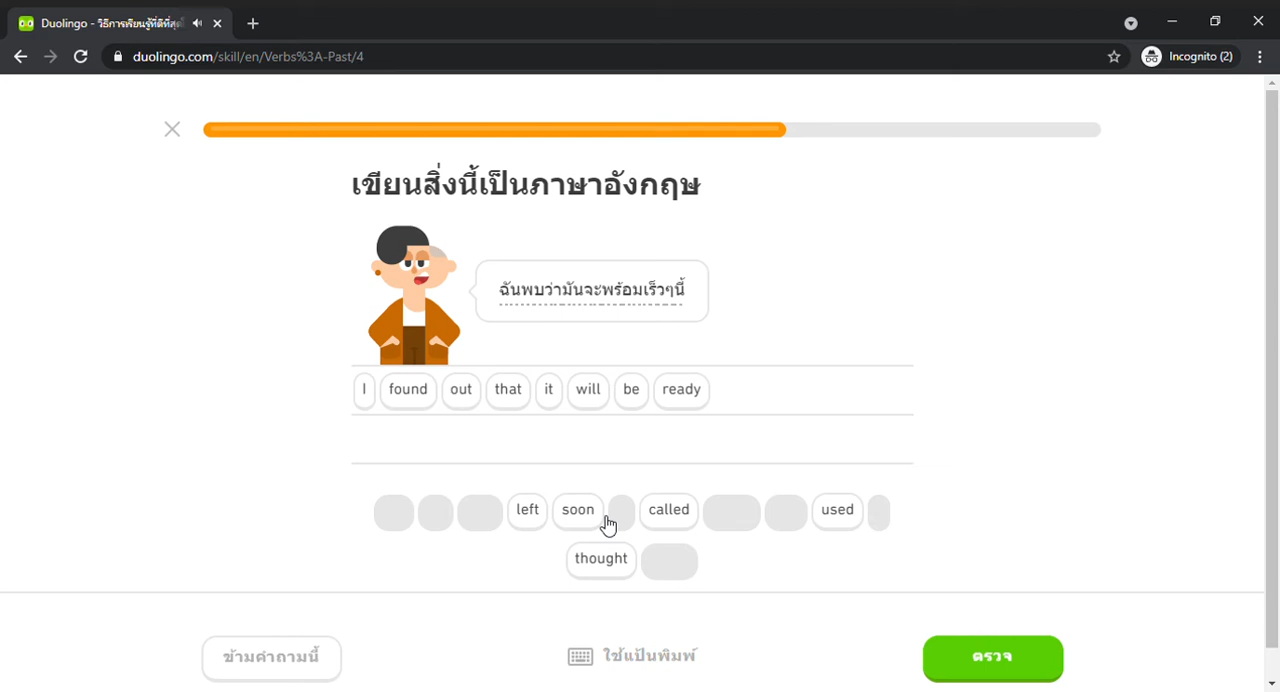 Duolingo - วิธีการเรียนรู้ที่ดีที่สุดใ
duolingo.com/skill/en/Verbs%3A-Past/4
Incognito (2)
เขียนสิ่งนี้เป็นภาษาอังกฤษ
ฉันพบว่ามันจะพร้อมเร็วๆนี้
I found out that it will be ready
left soon called used
thought
ข้ามคำถามนี้ ใช้แป้นพิมพ์ ตรวจ